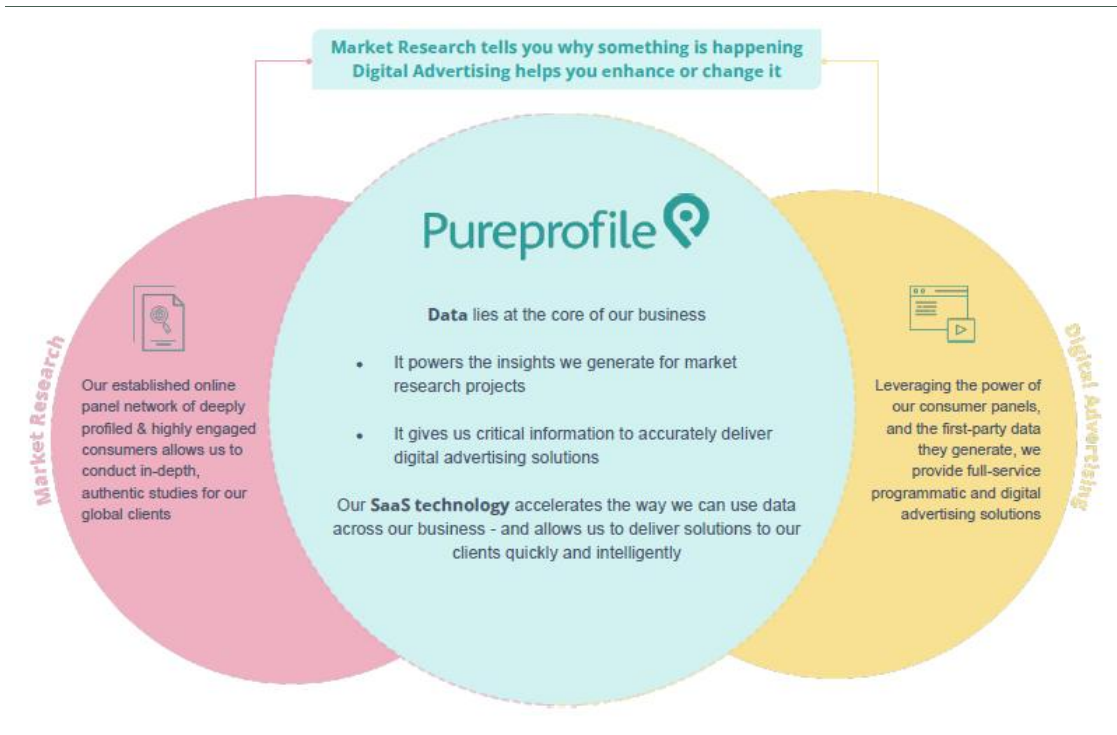 Market Research tells you why something is happening
Digital Advertising helps you enhance or change it
Pureprofile
Data lies at the core of our business
• It powers the insights we generate for market
research projects
• It gives us critical information to accurately deliver
digital advertising solutions
Our SaaS technology accelerates the way we can use data
across our business - and allows us to deliver solutions to our
clients quickly and intelligently
Market Research
Our established online
panel network of deeply
profiled & highly engaged
consumers allows us to
conduct in-depth,
authentic studies for our
global clients
Digital Advertising
Leveraging the power of
our consumer panels,
and the first-party data
they generate, we
provide full-service
programmatic and digital
advertising solutions